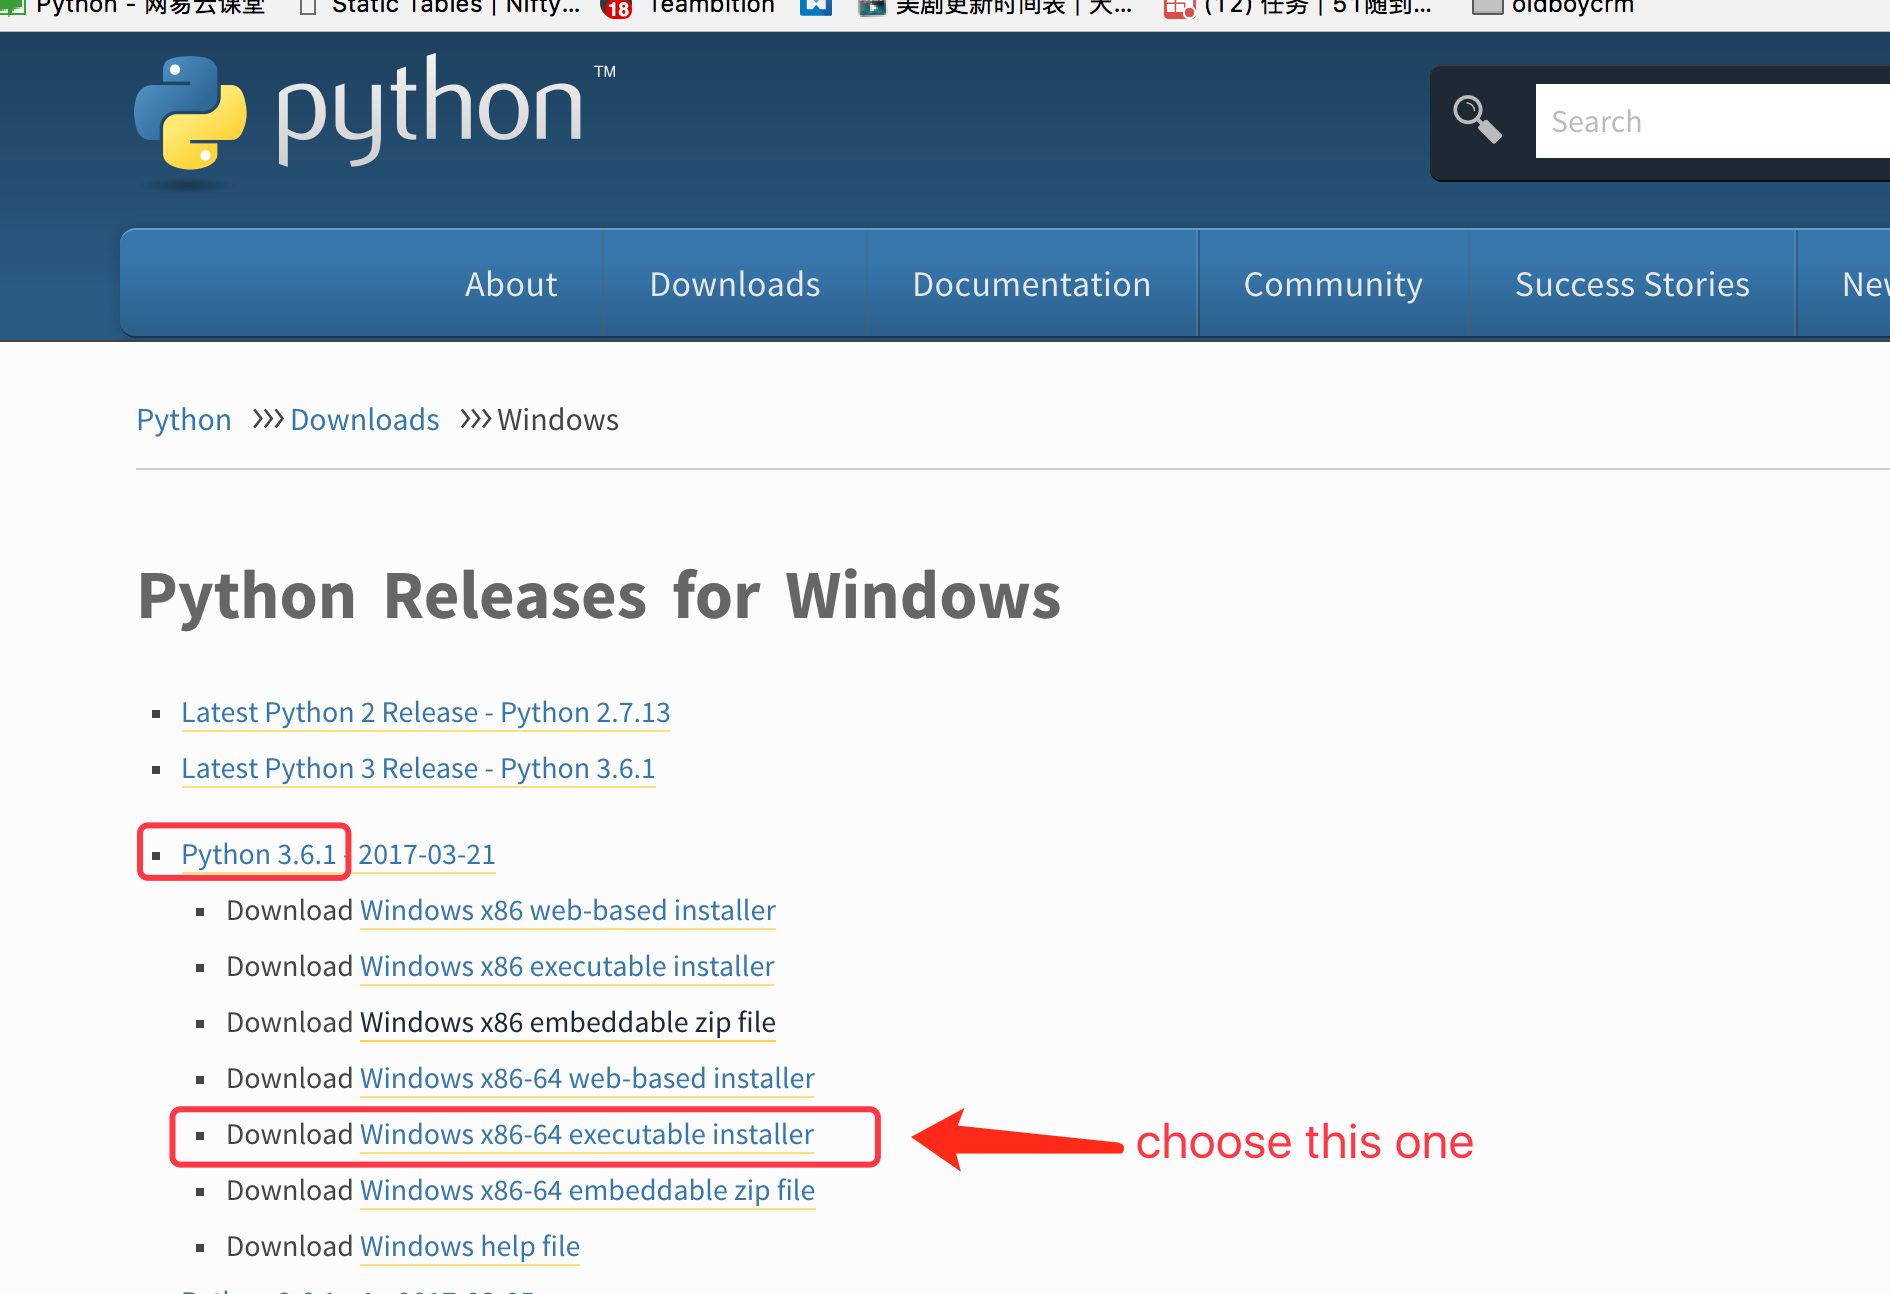 Python - 网易云课堂 Static Tables | Nifty... 18 Teambition 美剧更新时间表 | 天... (12) 任务 | 51随到... oldboycrm
python TM
Search
About Downloads Documentation Community Success Stories New
Python >>> Downloads >>> Windows
Python Releases for Windows
Latest Python 2 Release - Python 2.7.13
Latest Python 3 Release - Python 3.6.1
Python 3.6.1 - 2017-03-21
Download Windows x86 web-based installer
Download Windows x86 executable installer
Download Windows x86 embeddable zip file
Download Windows x86-64 web-based installer
Download Windows x86-64 executable installer
choose this one
Download Windows x86-64 embeddable zip file
Download Windows help file